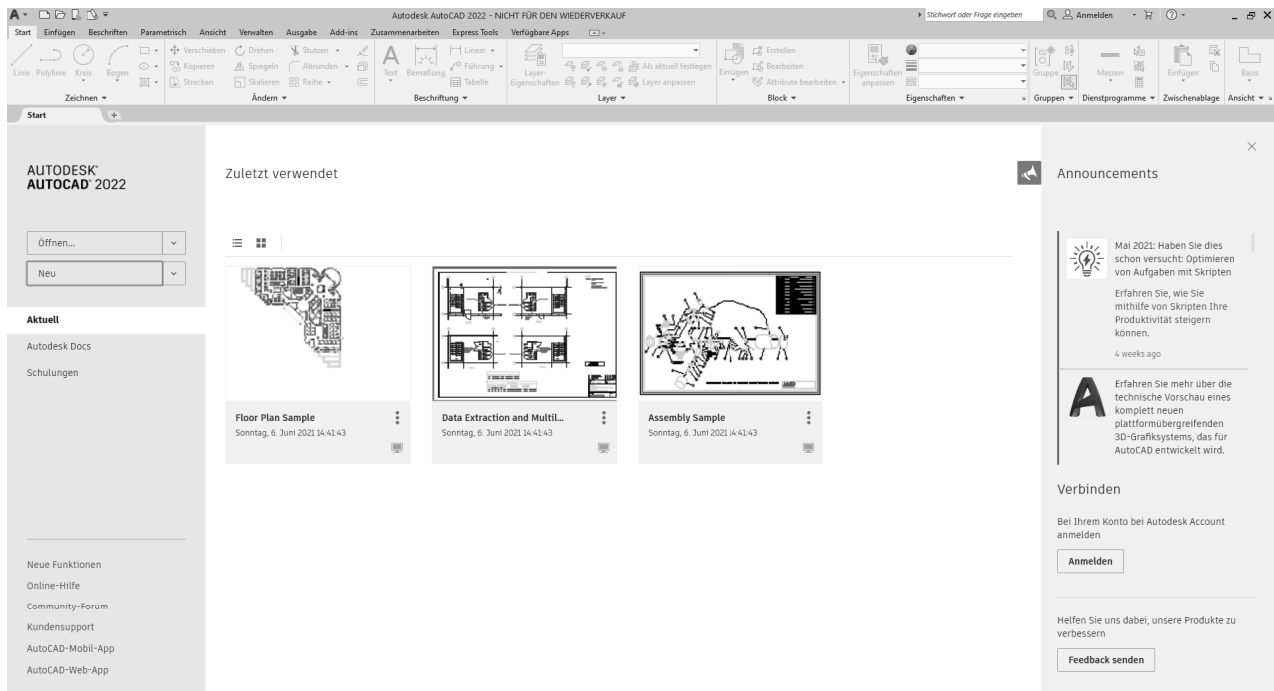 Autodesk AutoCAD 2022 - NICHT FÜR DEN WIEDERVERKAUF
Stichwort oder Frage eingeben
Anmelden
Start Einfügen Beschriften Parametrisch Ansicht Verwalten Ausgabe Add-ins Zusammenarbeiten Express Tools Verfügbare Apps
Linie Polylinie Kreis Bogen
Zeichnen
Verschieben Drehen Stutzen
Kopieren Spiegeln Abrunden
Strecken Skalieren Reihe
Ändern
Text Bemaßung
Linear
Führung
Tabelle
Beschriftung
Layer-
Eigenschaften
Als aktuell festlegen
Layer anpassen
Layer
Einfügen
Erstellen
Bearbeiten
Attribute bearbeiten
Block
Eigenschaften
anpassen
Eigenschaften
Gruppe
Gruppen
Messen
Dienstprogramme
Einfügen
Zwischenablage
Basis
Ansicht
Start
AUTODESK®
AUTOCAD® 2022
Öffnen...
Neu
Aktuell
Autodesk Docs
Schulungen
Neue Funktionen
Online-Hilfe
Community-Forum
Kundensupport
AutoCAD-Mobil-App
AutoCAD-Web-App
Zuletzt verwendet
Floor Plan Sample
Sonntag, 6. Juni 2021 14:41:43
Data Extraction and Multil...
Sonntag, 6. Juni 2021 14:41:43
Assembly Sample
Sonntag, 6. Juni 2021 14:41:43
Announcements
Mai 2021: Haben Sie dies
schon versucht: Optimieren
von Aufgaben mit Skripten
Erfahren Sie, wie Sie
mithilfe von Skripten Ihre
Produktivität steigern
können.
4 weeks ago
Erfahren Sie mehr über die
technische Vorschau eines
komplett neuen
plattformübergreifenden
3D-Grafiksystems, das für
AutoCAD entwickelt wird.
Verbinden
Bei Ihrem Konto bei Autodesk Account
anmelden
Anmelden
Helfen Sie uns dabei, unsere Produkte zu
verbessern
Feedback senden